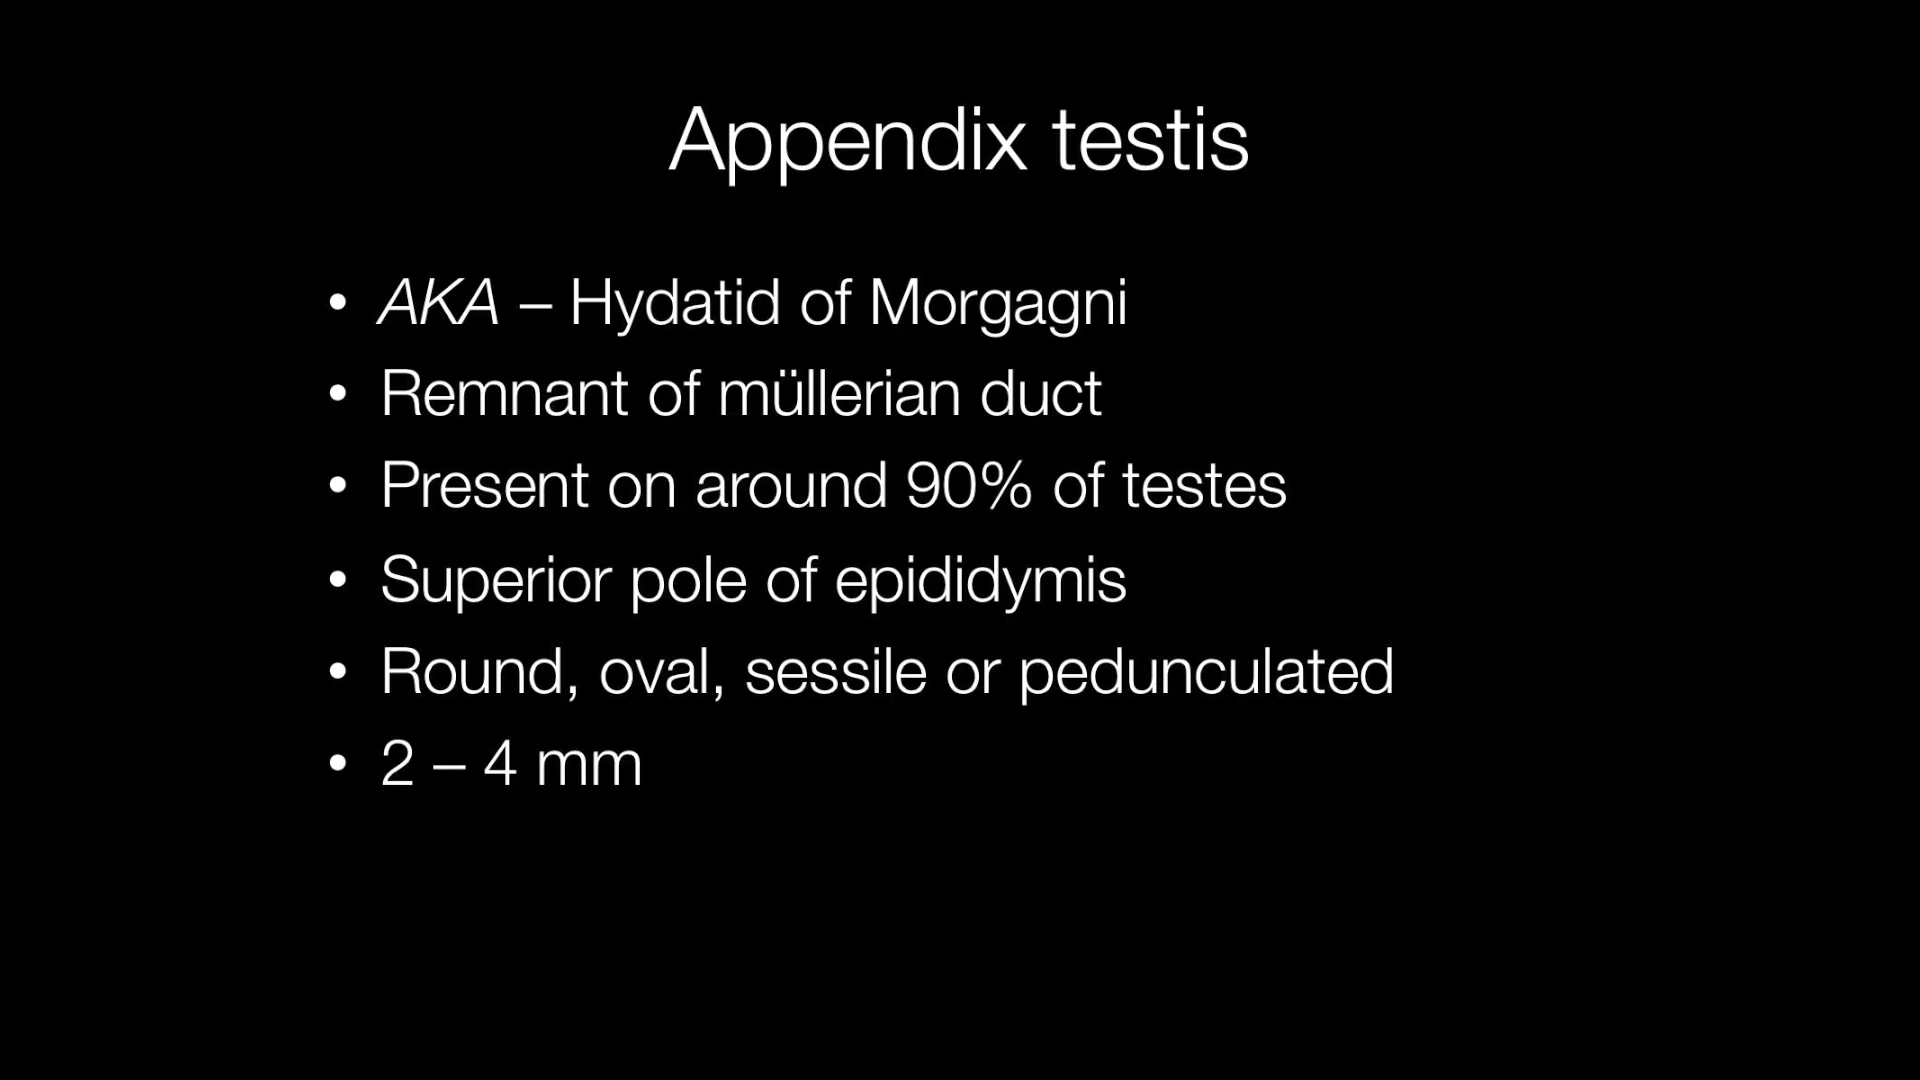 Appendix testis
• AKA – Hydatid of Morgagni
• Remnant of müllerian duct
• Present on around 90% of testes
• Superior pole of epididymis
• Round, oval, sessile or pedunculated
• 2 – 4 mm